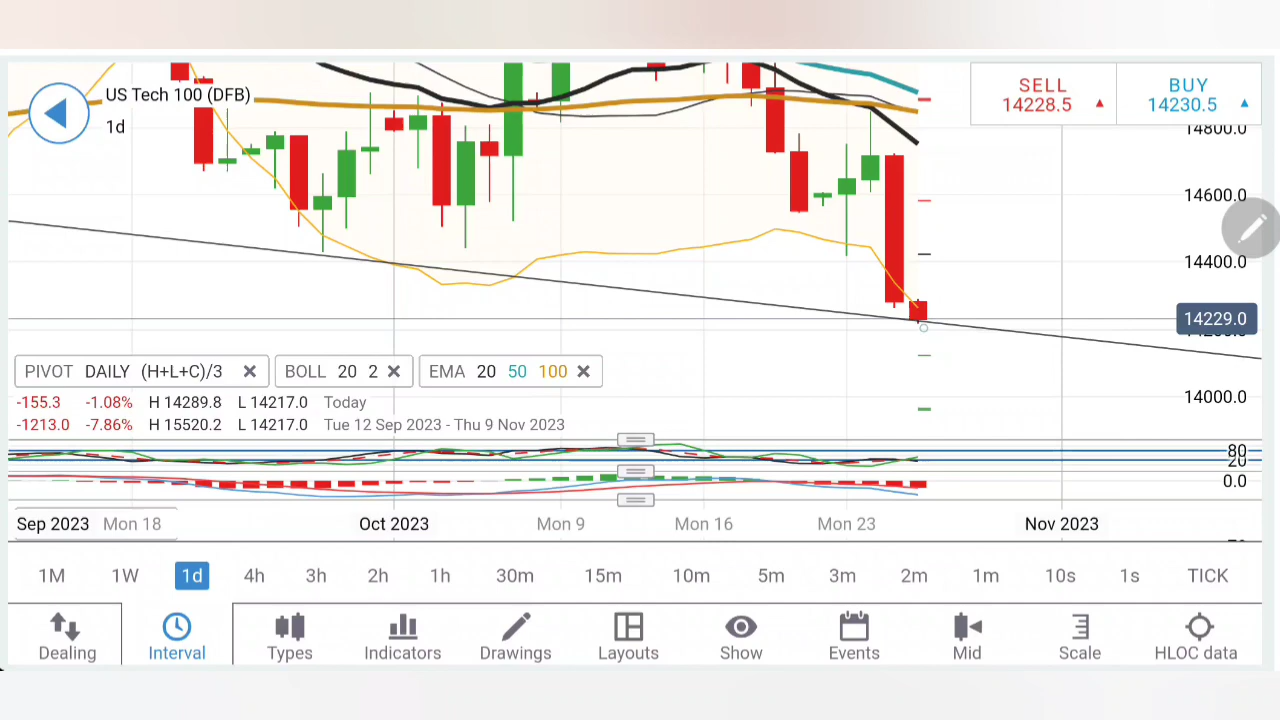 US Tech 100 (DFB)
1d
SELL
14228.5
BUY
14230.5
14800.0
14600.0
14400.0
14229.0
14000.0
PIVOT DAILY (H+L+C)/3
BOLL 20 2
EMA 20 50 100
-155.3 -1.08% H 14289.8 L 14217.0 Today
-1213.0 -7.86% H 15520.2 L 14217.0 Tue 12 Sep 2023 - Thu 9 Nov 2023
80
20
0.0
Sep 2023 Mon 18 Oct 2023 Mon 9 Mon 16 Mon 23 Nov 2023
1M 1W 1d 4h 3h 2h 1h 30m 15m 10m 5m 3m 2m 1m 10s 1s TICK
Dealing Interval Types Indicators Drawings Layouts Show Events Mid Scale HLOC data